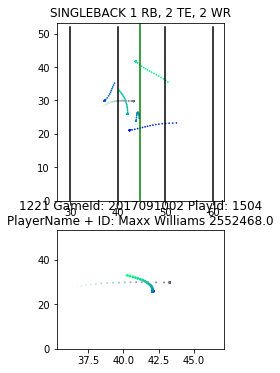 SINGLEBACK 1 RB, 2 TE, 2 WR
50
40
30
20
10
0
30 40 50 60
1221 GameId: 2017091002 PlayId: 1504
PlayerName + ID: Maxx Williams 2552468.0
40
20
0
37.5 40.0 42.5 45.0